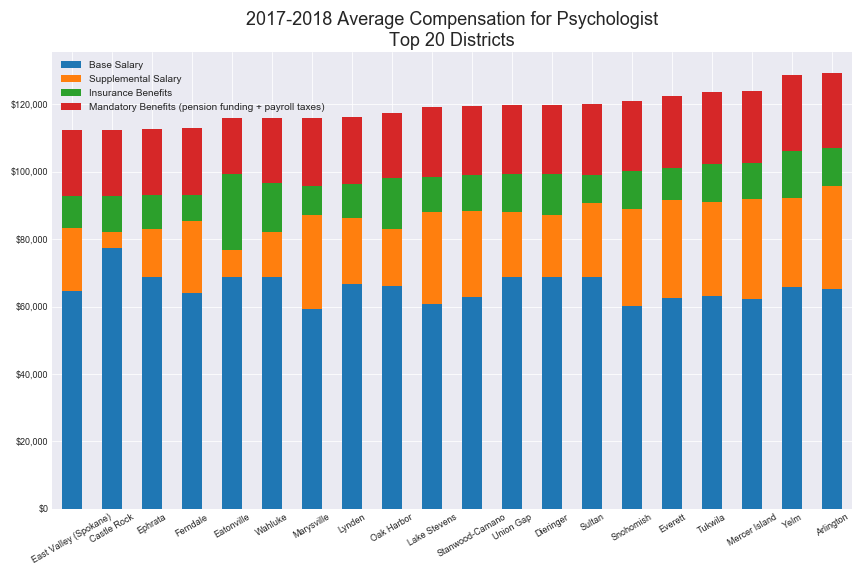 2017-2018 Average Compensation for Psychologist
Top 20 Districts
Base Salary
Supplemental Salary
Insurance Benefits
Mandatory Benefits (pension funding + payroll taxes)
$120,000
$100,000
$80,000
$60,000
$40,000
$20,000
$0
East Valley (Spokane)
Castle Rock
Ephrata
Ferndale
Eatonville
Wahluke
Marysville
Lynden
Oak Harbor
Lake Stevens
Stanwood-Camano
Union Gap
Dieringer
Sultan
Snohomish
Everett
Tukwila
Mercer Island
Yelm
Arlington